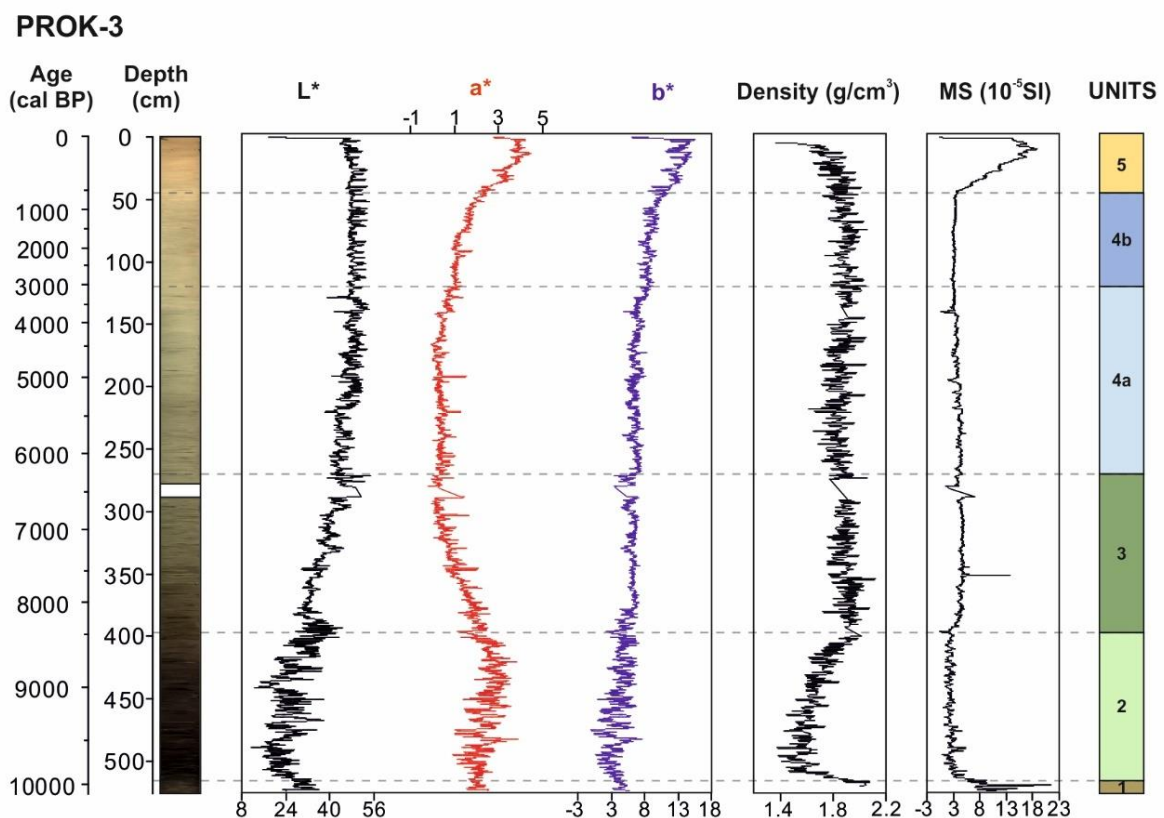 PROK-3
Age
(cal BP)
Depth
(cm)
L*
a*
b*
Density (g/cm³)
MS (10⁻⁵SI)
UNITS
-1 1 3 5
0
1000
2000
3000
4000
5000
6000
7000
8000
9000
10000
0
50
100
150
200
250
300
350
400
450
500
5
4b
4a
3
2
1
8 24 40 56
-3 3 8 13 18
1.4 1.8 2.2
-3 3 8 13 18 23